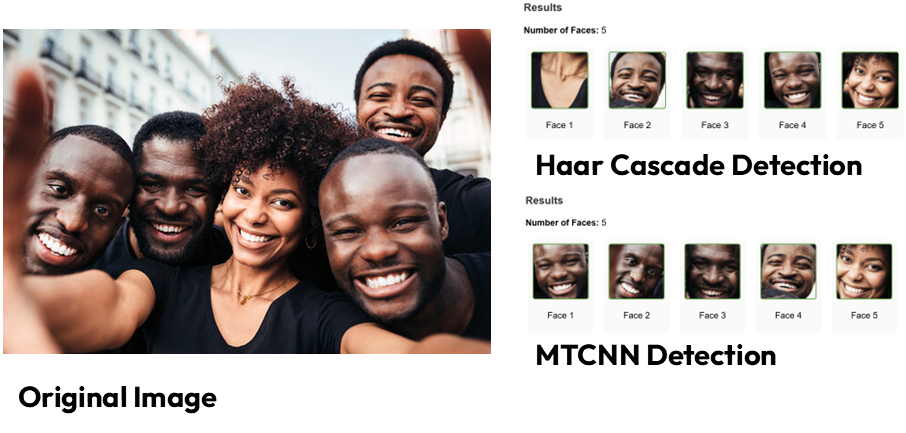 Results
Number of Faces: 5
Face 1 Face 2 Face 3 Face 4 Face 5
Haar Cascade Detection
Results
Number of Faces: 5
Face 1 Face 2 Face 3 Face 4 Face 5
MTCNN Detection
Original Image